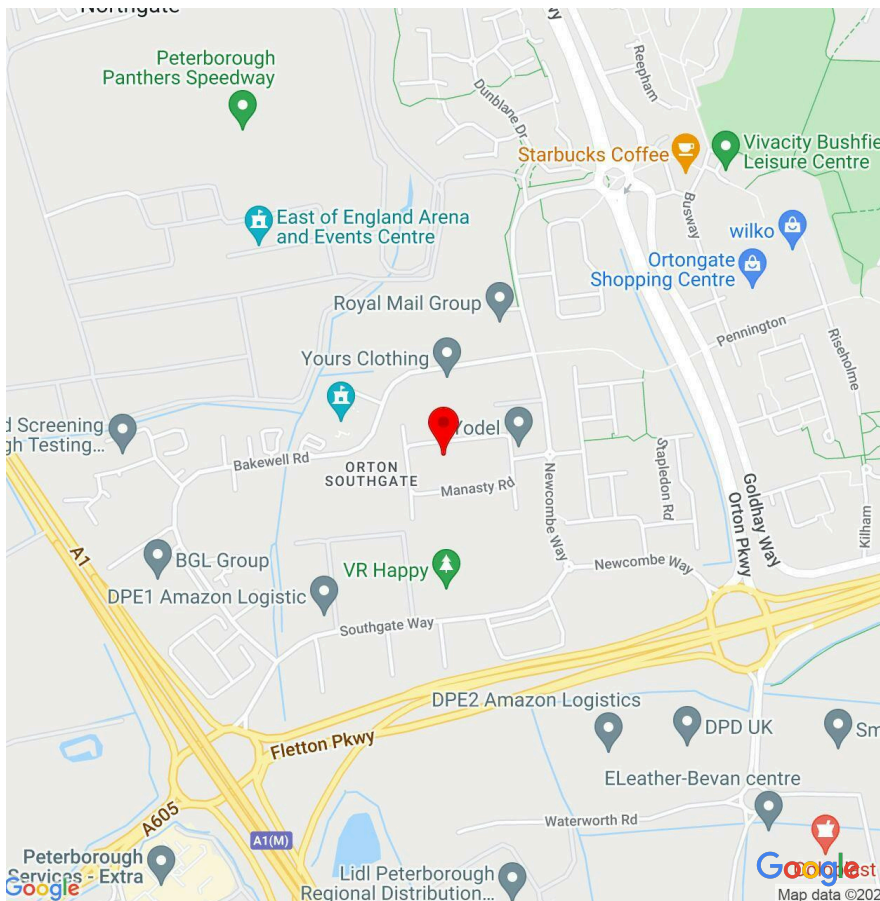 Northgate
Peterborough
Panthers Speedway
Dunblane Dr
Reepham
Starbucks Coffee
Vivacity Bushfie
Leisure Centre
East of England Arena
and Events Centre
Busway
wilko
Ortongate
Shopping Centre
Royal Mail Group
Pennington
Riseholme
Yours Clothing
d Screening
gh Testing...
Yodel
Bakewell Rd
ORTON
SOUTHGATE
Manasty Rd
Newcombe Way
Stapledon Rd
Goldhay Way
Orton Pkwy
Kilham
A1
BGL Group
VR Happy
Newcombe Way
DPE1 Amazon Logistic
Southgate Way
DPE2 Amazon Logistics
DPD UK
Sm
Fletton Pkwy
ELeather-Bevan centre
A605
Waterworth Rd
A1(M)
Peterborough
Services - Extra
Lidl Peterborough
Regional Distribution...
Google
Google
Map data ©202